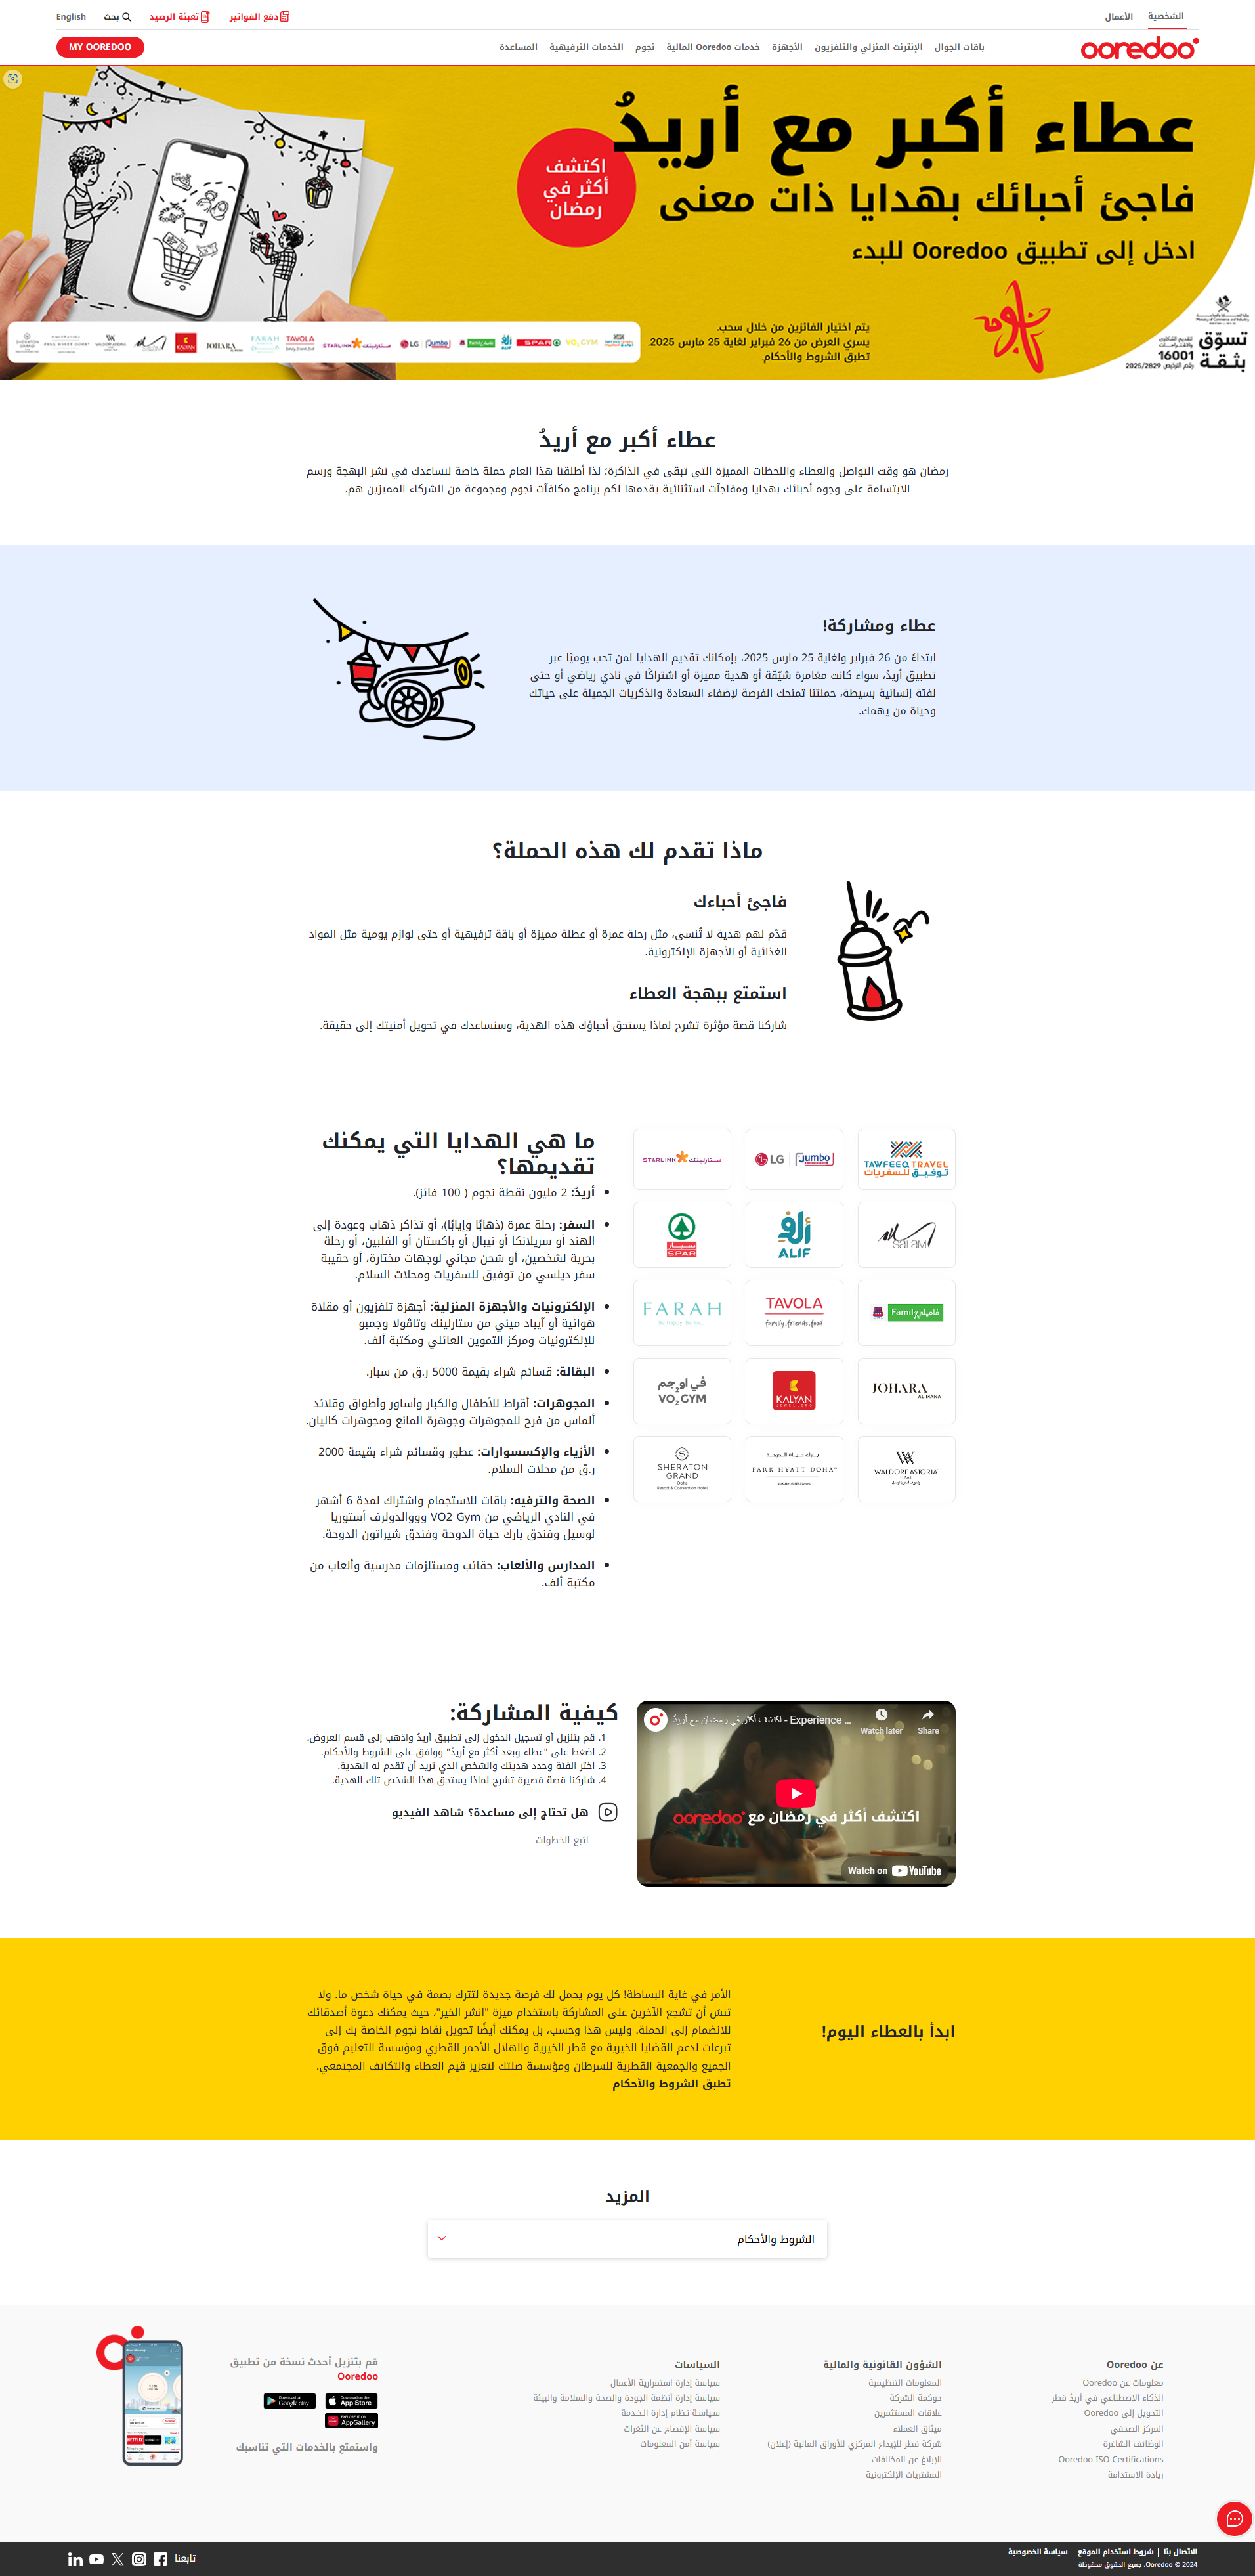 الشخصية
الأعمال
دفع الفواتير
تعبئة الرصيد
بحث
English
ooredoo
باقات الجوال
الإنترنت المنزلي والتلفزيون
الأجهزة
خدمات Ooredoo المالية
نجوم
الخدمات الترفيهية
المساعدة
MY OOREDOO
عطاء أكبر مع أريدُ
فاجئ أحبائك بهدايا ذات معنى
ادخل إلى تطبيق Ooredoo للبدء
اكتشف
أكثر في
رمضان
يتم اختيار الفائزين من خلال سحب.
يسري العرض من 26 فبراير لغاية 25 مارس 2025.
تطبق الشروط والأحكام.
تسوّق
بثـقـة
16001
رقم الترخيص 2025/2829
عطاء أكبر مع أريدُ
رمضان هو وقت التواصل والعطاء واللحظات المميزة التي تبقى في الذاكرة؛ لذا أطلقنا هذا العام حملة خاصة لنساعدك في نشر البهجة ورسم
الابتسامة على وجوه أحبائك بهدايا ومفاجآت استثنائية يقدمها لكم برنامج مكافآت نجوم ومجموعة من الشركاء المميزين هم.
عطاء ومشاركة!
ابتداءً من 26 فبراير ولغاية 25 مارس 2025، بإمكانك تقديم الهدايا لمن تحب يوميًا عبر
تطبيق أريدُ، سواء كانت مغامرة شيّقة أو هدية مميزة أو اشتراكًا في نادي رياضي أو حتى
لفتة إنسانية بسيطة، حملتنا تمنحك الفرصة لإضفاء السعادة والذكريات الجميلة على حياتك
وحياة من يهمك.
ماذا تقدم لك هذه الحملة؟
فاجئ أحباءك
قدّم لهم هدية لا تُنسى، مثل رحلة عمرة أو عطلة مميزة أو باقة ترفيهية أو حتى لوازم يومية مثل المواد
الغذائية أو الأجهزة الإلكترونية.
استمتع ببهجة العطاء
شاركنا قصة مؤثرة تشرح لماذا يستحق أحباؤك هذه الهدية، وسنساعدك في تحويل أمنيتك إلى حقيقة.
TAWFEEQ TRAVEL
توفـيــق للسفريات
Jumbo
LG
STARLINK ستارلينك
SALAM
ألف
ALIF
سبار
SPAR
Family فاميلي
TAVOLA
family, friends, food
FARAH
Be Happy. Be You.
JOHARA
AL MANA
KALYAN
JEWELLERS
ڤي او جم
VO2GYM
WALDORF ASTORIA
LUSAIL
PARK HYATT DOHA
SHERATON
GRAND
Doha
Resort & Convention Hotel
ما هي الهدايا التي يمكنك
تقديمها؟
أريدُ: 2 مليون نقطة نجوم ( 100 فائز).
السفر: رحلة عمرة (ذهابًا وإيابًا)، أو تذاكر ذهاب وعودة إلى
الهند أو سريلانكا أو نيبال أو باكستان أو الفلبين، أو رحلة
بحرية لشخصين، أو شحن مجاني لوجهات مختارة، أو حقيبة
سفر ديلسي من توفيق للسفريات ومحلات السلام.
الإلكترونيات والأجهزة المنزلية: أجهزة تلفزيون أو مقلاة
هوائية أو آيباد ميني من ستارلينك وتاڤولا وجمبو
للإلكترونيات ومركز التموين العائلي ومكتبة ألف.
البقالة: قسائم شراء بقيمة 5000 ر.ق من سبار.
المجوهرات: أقراط للأطفال والكبار وأساور وأطواق وقلائد
ألماس من فرح للمجوهرات وجوهرة المانع ومجوهرات كاليان.
الأزياء والإكسسوارات: عطور وقسائم شراء بقيمة 2000
ر.ق من محلات السلام.
الصحة والترفيه: باقات للاستجمام واشتراك لمدة 6 أشهر
في النادي الرياضي من VO2 Gym ووولدورف أستوريا
لوسيل وفندق بارك حياة الدوحة وفندق شيراتون الدوحة.
المدارس والألعاب: حقائب ومستلزمات مدرسية وألعاب من
مكتبة ألف.
اكتشف أكثر في رمضان مع أريدُ - Experience ...
Watch later
Share
اكتشف أكثر في رمضان مع ooredoo
Watch on YouTube
كيفية المشاركة:
1. قم بتنزيل أو تسجيل الدخول إلى تطبيق أريدُ واذهب إلى قسم العروض.
2. اضغط على "عطاء وبعد أكثر مع أريدُ" ووافق على الشروط والأحكام.
3. اختر الفئة وحدد هديتك والشخص الذي تريد أن تقدم له الهدية.
4. شاركنا قصة قصيرة تشرح لماذا يستحق هذا الشخص تلك الهدية.
هل تحتاج إلى مساعدة؟ شاهد الفيديو
اتبع الخطوات
ابدأ بالعطاء اليوم!
الأمر في غاية البساطة! كل يوم يحمل لك فرصة جديدة لتترك بصمة في حياة شخص ما. ولا
تنسَ أن تشجع الآخرين على المشاركة باستخدام ميزة "انشر الخير"، حيث يمكنك دعوة أصدقائك
للانضمام إلى الحملة. وليس هذا وحسب، بل يمكنك أيضًا تحويل نقاط نجوم الخاصة بك إلى
تبرعات لدعم القضايا الخيرية مع قطر الخيرية والهلال الأحمر القطري ومؤسسة التعليم فوق
الجميع والجمعية القطرية للسرطان ومؤسسة صلتك لتعزيز قيم العطاء والتكاتف المجتمعي.
تطبق الشروط والأحكام
المزيد
الشروط والأحكام
عن Ooredoo
معلومات عن Ooredoo
الذكاء الاصطناعي في أريدُ قطر
التحويل إلى Ooredoo
المركز الصحفي
الوظائف الشاغرة
Ooredoo ISO Certifications
ريادة الاستدامة
الشؤون القانونية والمالية
المعلومات التنظيمية
حوكمة الشركة
علاقات المستثمرين
ميثاق العملاء
شركة قطر للإيداع المركزي للأوراق المالية (إعلان)
الإبلاغ عن المخالفات
المشتريات الإلكترونية
السياسات
سياسة إدارة استمرارية الأعمال
سياسة إدارة أنظمة الجودة والصحة والسلامة والبيئة
سـياسـة نـظام إدارة الـخـدمة
سياسة الإفصاح عن الثغرات
سياسة أمن المعلومات
قم بتنزيل أحدث نسخة من تطبيق
Ooredoo
Download on the App Store
Google play
AppGallery
واستمتع بالخدمات التي تناسبك
الاتصال بنا | شروط استخدام الموقع | سياسة الخصوصية
2024 © Ooredoo. جميع الحقوق محفوظة
تابعنا